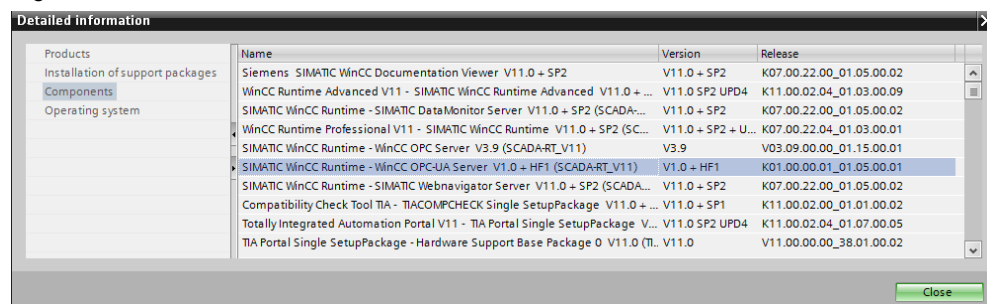 Detailed information
Products
Installation of support packages
Components
Operating system
Name Version Release
Siemens SIMATIC WinCC Documentation Viewer V11.0 + SP2 V11.0 + SP2 K07.00.22.00_01.05.00.02
WinCC Runtime Advanced V11 - SIMATIC WinCC Runtime Advanced V11.0 + ... V11.0 SP2 UPD4 K11.00.02.04_01.03.00.09
SIMATIC WinCC Runtime - SIMATIC DataMonitor Server V11.0 + SP2 (SCADA-... V11.0 + SP2 K07.00.22.00_01.05.00.02
WinCC Runtime Professional V11 - SIMATIC WinCC Runtime V11.0 + SP2 (SC... V11.0 + SP2 + U... K07.00.22.04_01.03.00.01
SIMATIC WinCC Runtime - WinCC OPC Server V3.9 (SCADA-RT_V11) V3.9 V03.09.00.00_01.15.00.01
SIMATIC WinCC Runtime - WinCC OPC-UA Server V1.0 + HF1 (SCADA-RT_V11) V1.0 + HF1 K01.00.00.01_01.05.00.01
SIMATIC WinCC Runtime - SIMATIC Webnavigator Server V11.0 + SP2 (SCADA... V11.0 + SP2 K07.00.22.00_01.05.00.02
Compatibility Check Tool TIA - TIACOMPCHECK Single SetupPackage V11.0 + ... V11.0 + SP1 K11.00.02.00_01.01.00.02
Totally Integrated Automation Portal V11 - TIA Portal Single SetupPackage V... V11.0 SP2 UPD4 K11.00.02.04_01.07.00.05
TIA Portal Single SetupPackage - Hardware Support Base Package 0 V11.0 (TI... V11.0 V11.00.00.00_38.01.00.02
Close